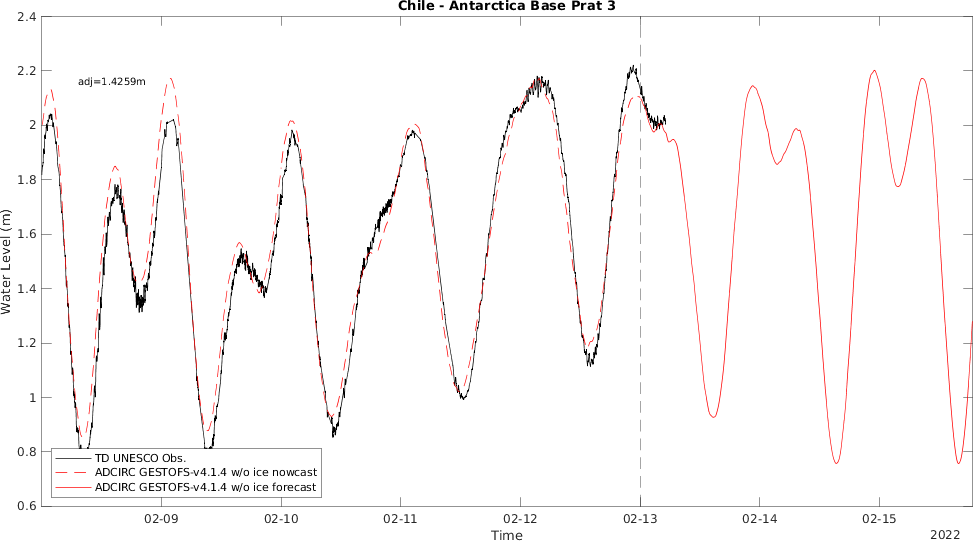 Chile - Antarctica Base Prat 3
adj=1.4259m
2.4
2.2
2
1.8
1.6
1.4
1.2
1
0.8
0.6
Water Level (m)
TD UNESCO Obs.
ADCIRC GESTOFS-v4.1.4 w/o ice nowcast
ADCIRC GESTOFS-v4.1.4 w/o ice forecast
02-09 02-10 02-11 02-12 02-13 02-14 02-15
Time
2022